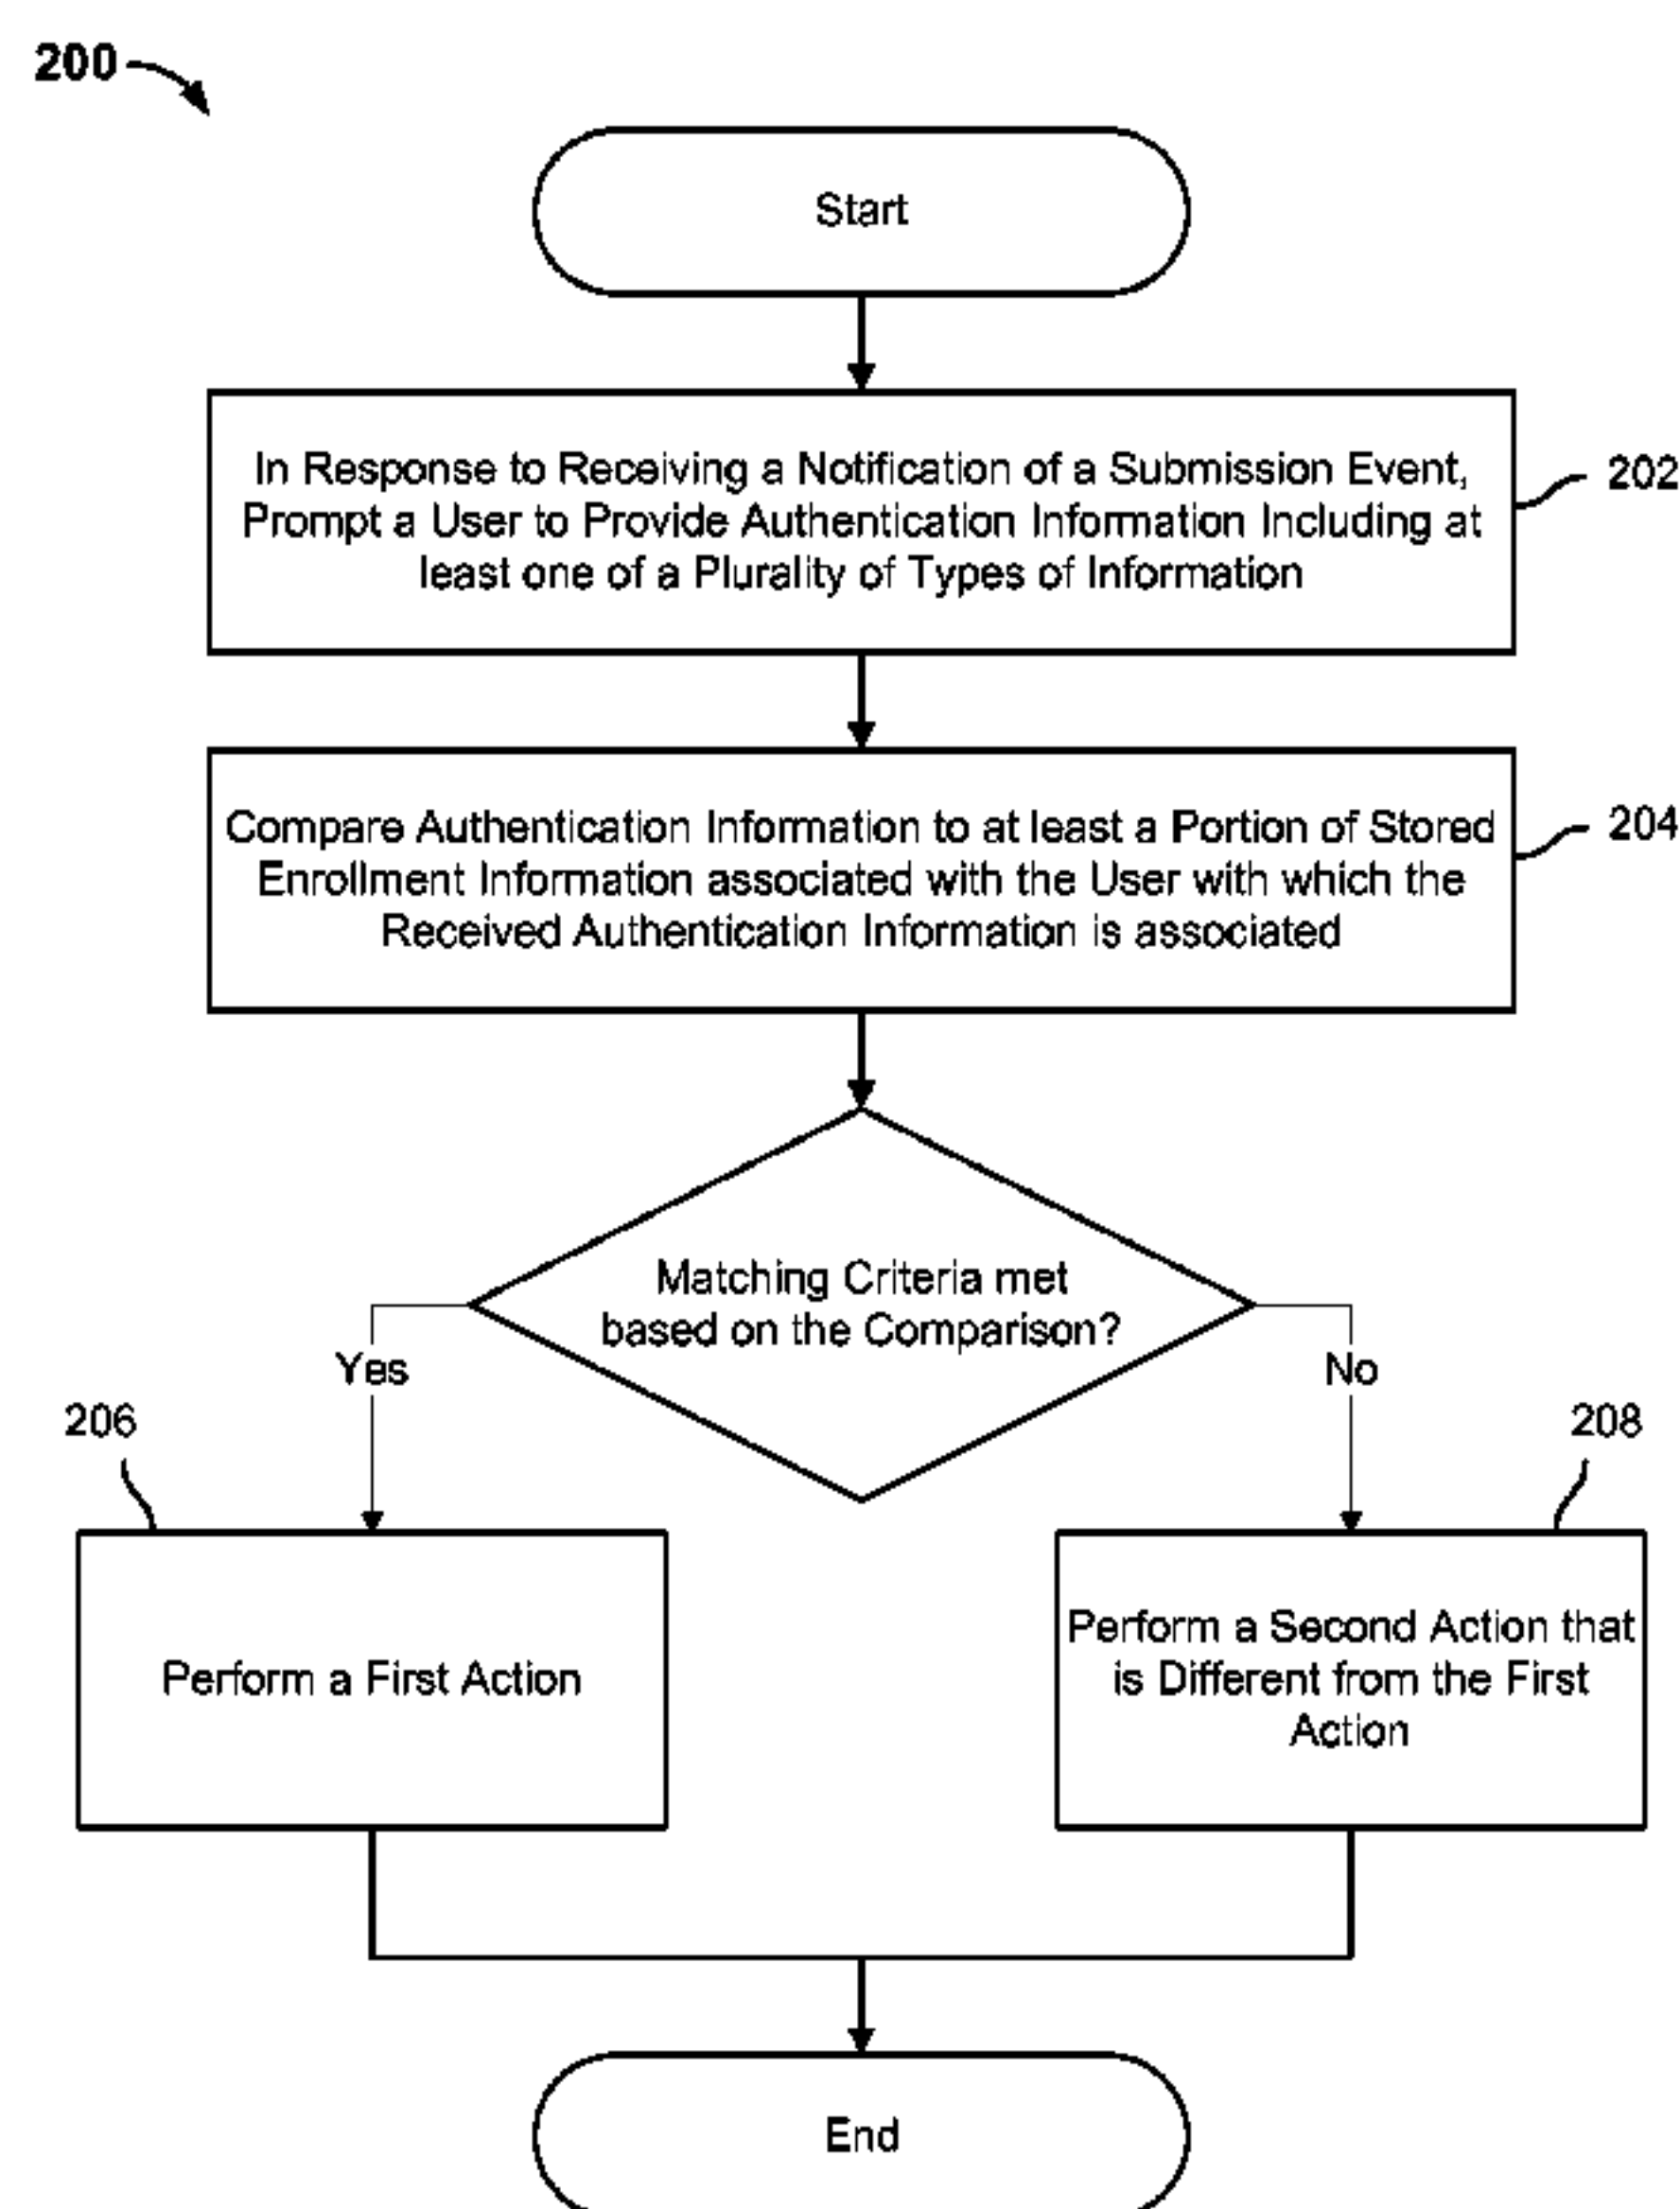 200
Start
In Response to Receiving a Notification of a Submission Event,
Prompt a User to Provide Authentication Information Including at
least one of a Plurality of Types of Information
202
Compare Authentication Information to at least a Portion of Stored
Enrollment Information associated with the User with which the
Received Authentication Information is associated
204
Matching Criteria met
based on the Comparison?
Yes
No
206
208
Perform a First Action
Perform a Second Action that
is Different from the First
Action
End